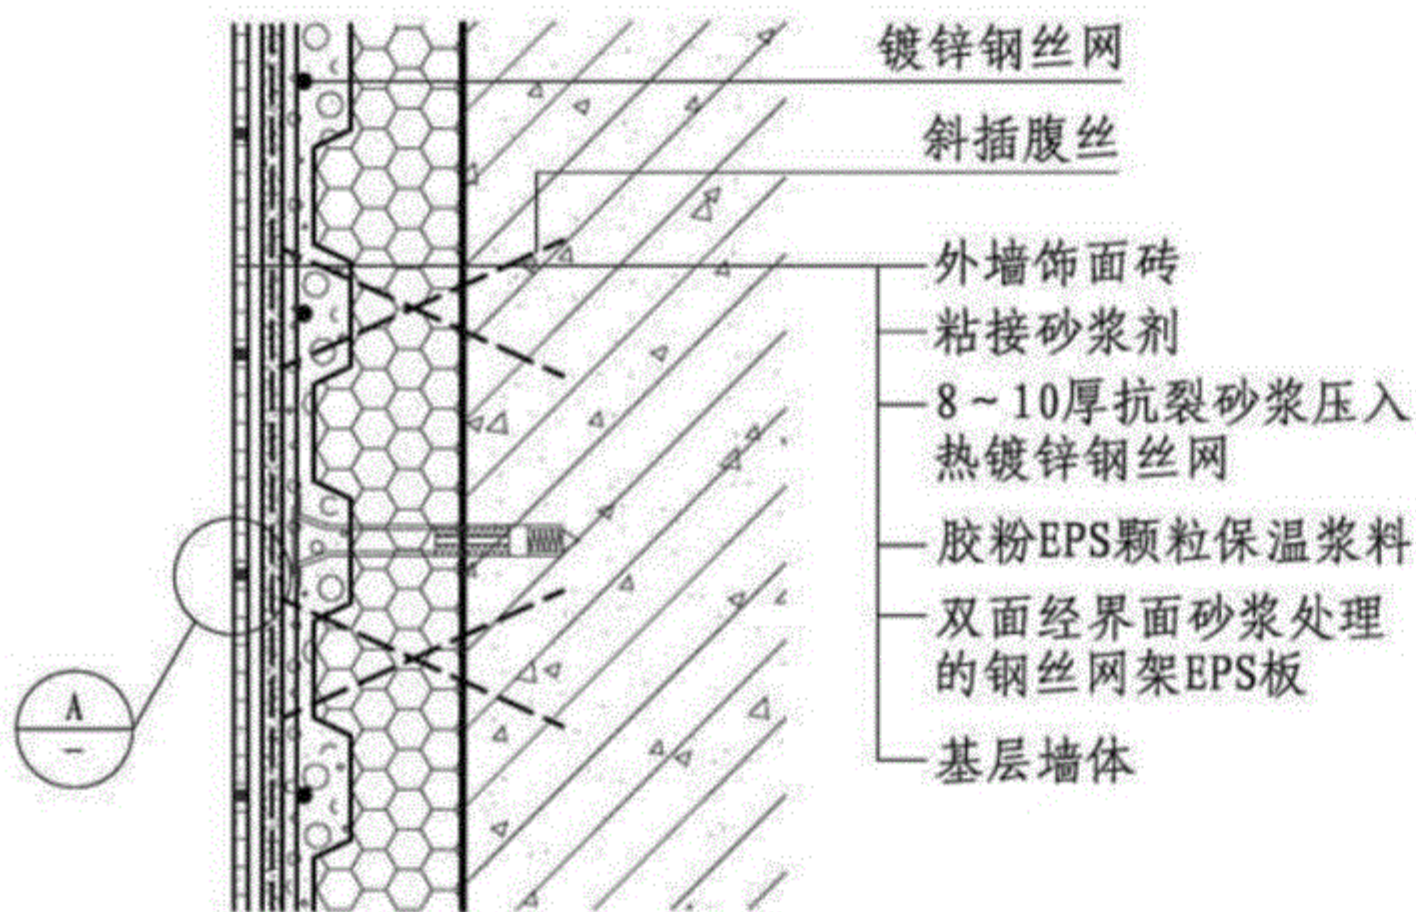 镀锌钢丝网
斜插腹丝
外墙饰面砖
粘接砂浆剂
8~10厚抗裂砂浆压入
热镀锌钢丝网
胶粉EPS颗粒保温浆料
双面经界面砂浆处理
的钢丝网架EPS板
基层墙体
A
-